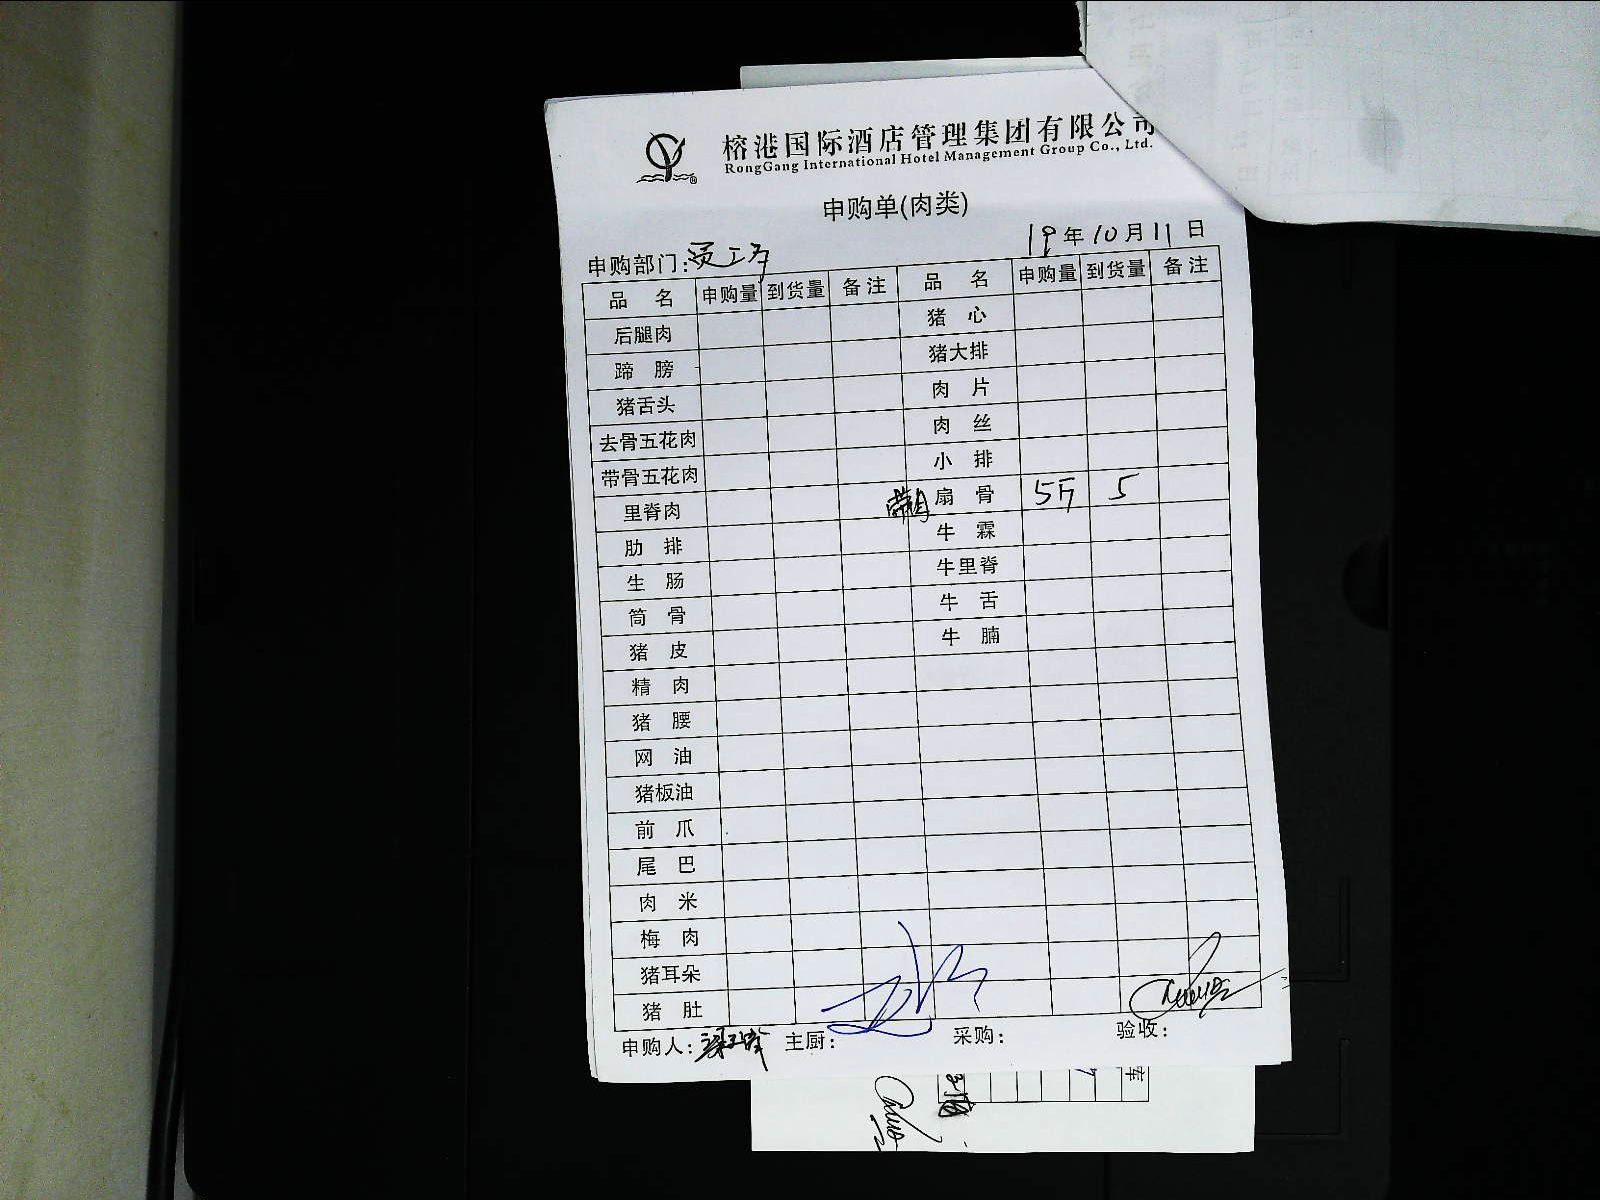 榕港国际酒店管理集团有限公司
RongGang International Hotel Management Group Co., Ltd.
申购单(肉类)
19年10月11日
申购部门:员工
品 名 申购量 到货量 备注 品 名 申购量 到货量 备注
后腿肉 猪 心
蹄 膀 猪大排
猪舌头 肉 片
去骨五花肉 肉 丝
带骨五花肉 小 排
里脊肉 扇 骨 5斤 5
肋 排 牛 霖
生 肠 牛里脊
筒 骨 牛 舌
猪 皮 牛 腩
精 肉
猪 腰
网 油
猪板油
前 爪
尾 巴
肉 米
梅 肉
猪耳朵
猪 肚
申购人: 主厨: 采购: 验收:
库